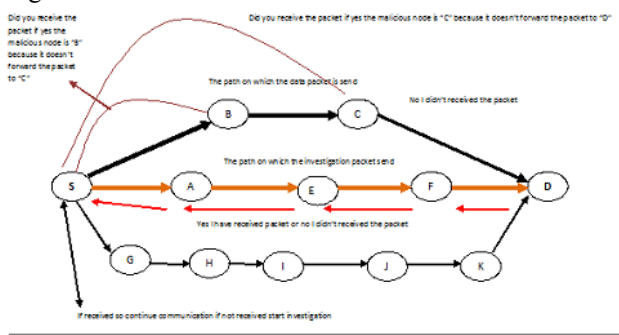 Did you receive the
packet if yes the
malicious node is "B"
because it doesn't
forward the packet
to "C"
Did you receive the packet if yes the malicious node is "C" because it doesn't forward the packet to "D"
The path on which the data packet is send
No I didn't received the packet
B
C
The path on which the investigation packet send
S
A
E
F
D
Yes I have received packet or no I didn't received the packet
G
H
I
J
K
If received so continue communication if not received start investigation